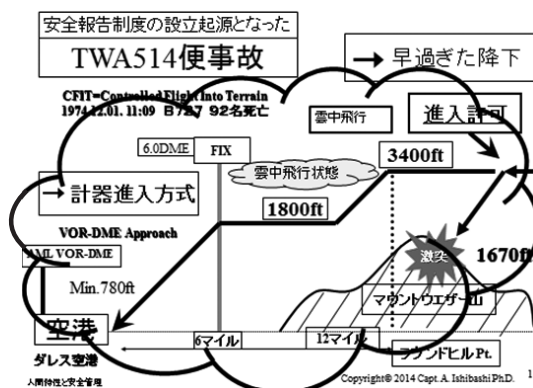 安全報告制度の設立起源となった
TWA514便事故
→ 早過ぎた降下
CFIT=Controlled Flight Into Terrain
1974.12.01. 11:09 B727 92名死亡
雲中飛行
進入許可
6.0DME
FIX
雲中飛行状態
3400ft
→ 計器進入方式
1800ft
VOR-DME Approach
AML VOR-DME
激突
1670ft
Min.780ft
マウントウエザー山
空港
6マイル
12マイル
ラウンドヒルPt.
ダレス空港
人間特性と安全管理
Copyright© 2014 Capt. A. Ishibashi Ph.D.
1